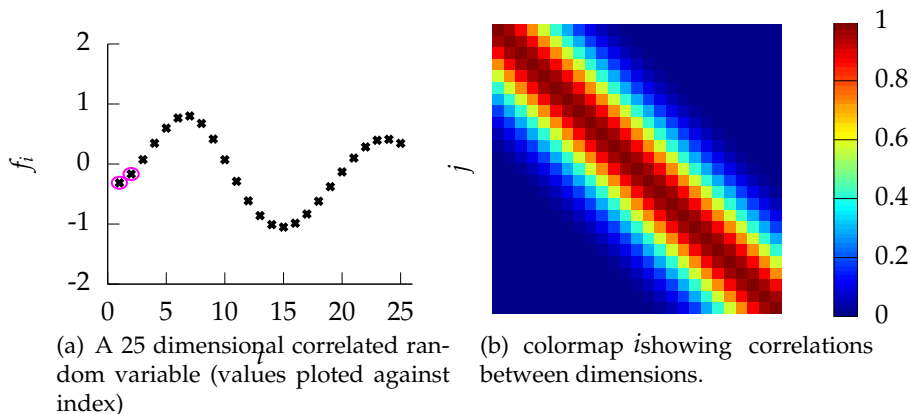 2
1
0
-1
-2
f_i
0 5 10 15 20 25
i
j
1
0.8
0.6
0.4
0.2
0
i
(a) A 25 dimensional correlated ran-
dom variable (values ploted against
index)
(b) colormap showing correlations
between dimensions.